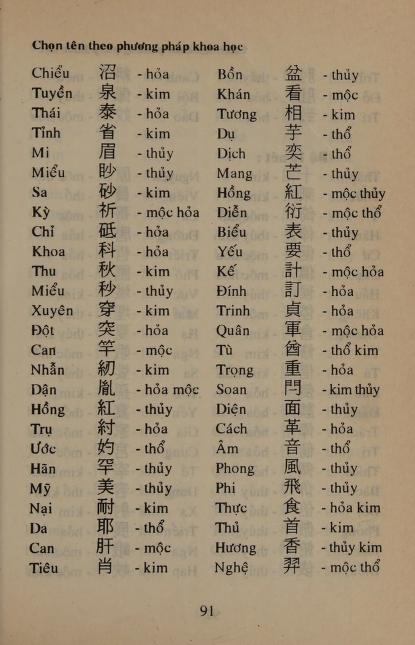 Chọn tên theo phương pháp khoa học
Chiểu 沼 - hỏa
Tuyền 泉 - kim
Thái 泰 - hỏa
Tỉnh 省 - kim
Mi 眉 - thủy
Miểu 眇 - thủy
Sa 砂 - kim
Kỳ 祈 - mộc hỏa
Chỉ 砥 - hỏa
Khoa 科 - hỏa
Thu 秋 - kim
Miểu 秒 - thủy
Xuyên 穿 - kim
Đột 突 - hỏa
Can 竿 - mộc
Nhẫn 紉 - kim
Dận 胤 - hỏa mộc
Hồng 紅 - thủy
Trụ 紂 - hỏa
Ước 妁 - thổ
Hãn 罕 - thủy
Mỹ 美 - thủy
Nại 耐 - kim
Da 耶 - thổ
Can 肝 - mộc
Tiêu 肖 - kim
Bồn 盆 - thủy
Khán 看 - mộc
Tương 相 - kim
Dụ 芋 - thổ
Dịch 奕 - thổ
Mang 芒 - thủy
Hồng 紅 - mộc thủy
Diễn 衍 - mộc thổ
Biểu 表 - thủy
Yếu 要 - thổ
Kế 計 - mộc hỏa
Đính 訂 - hỏa
Trinh 貞 - hỏa
Quân 軍 - mộc hỏa
Tù 酋 - thổ kim
Trọng 重 - hỏa
Soan 閂 - kim thủy
Diện 面 - thủy
Cách 革 - hỏa
Âm 音 - thổ
Phong 風 - thủy
Phi 飛 - thủy
Thực 食 - hỏa kim
Thủ 首 - kim
Hương 香 - thủy kim
Nghệ 羿 - mộc thổ
91